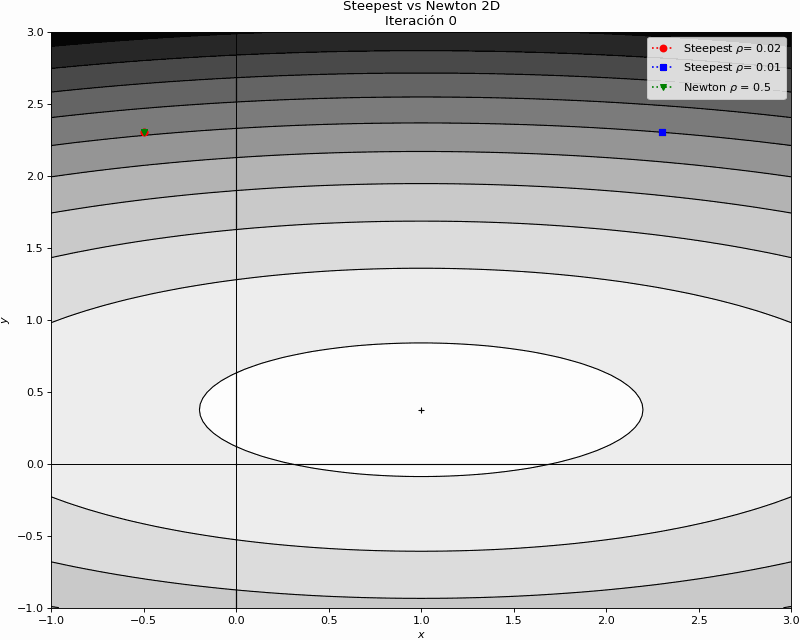 Steepest vs Newton 2D
Iteración 0
Steepest ρ= 0.02
Steepest ρ= 0.01
Newton ρ = 0.5
3.0
2.5
2.0
1.5
1.0
0.5
0.0
−0.5
−1.0
y
−1.0 −0.5 0.0 0.5 1.0 1.5 2.0 2.5 3.0
x